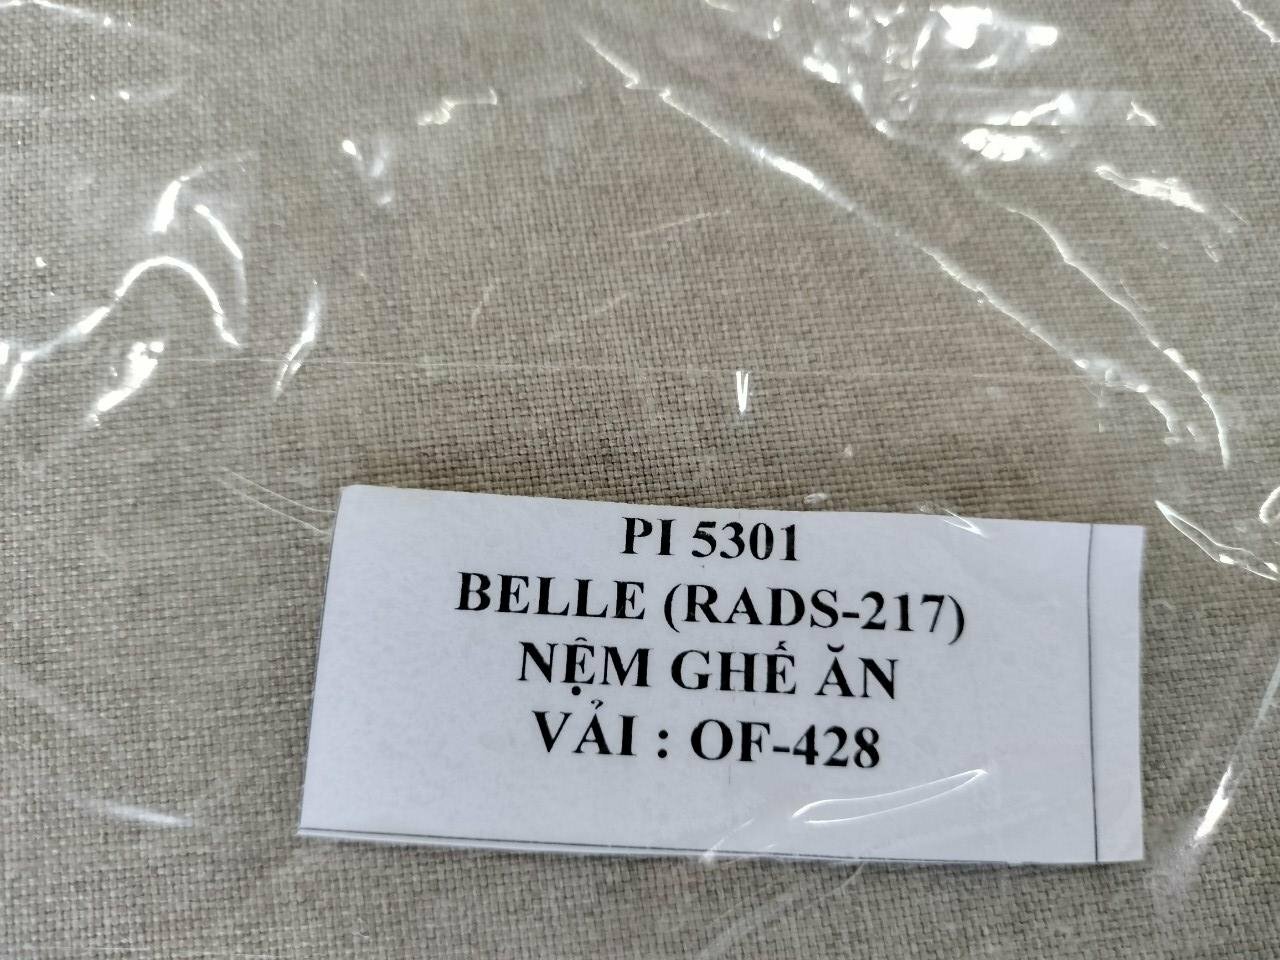 PI 5301
BELLE (RADS-217)
NỆM GHẾ ĂN
VẢI : OF-428